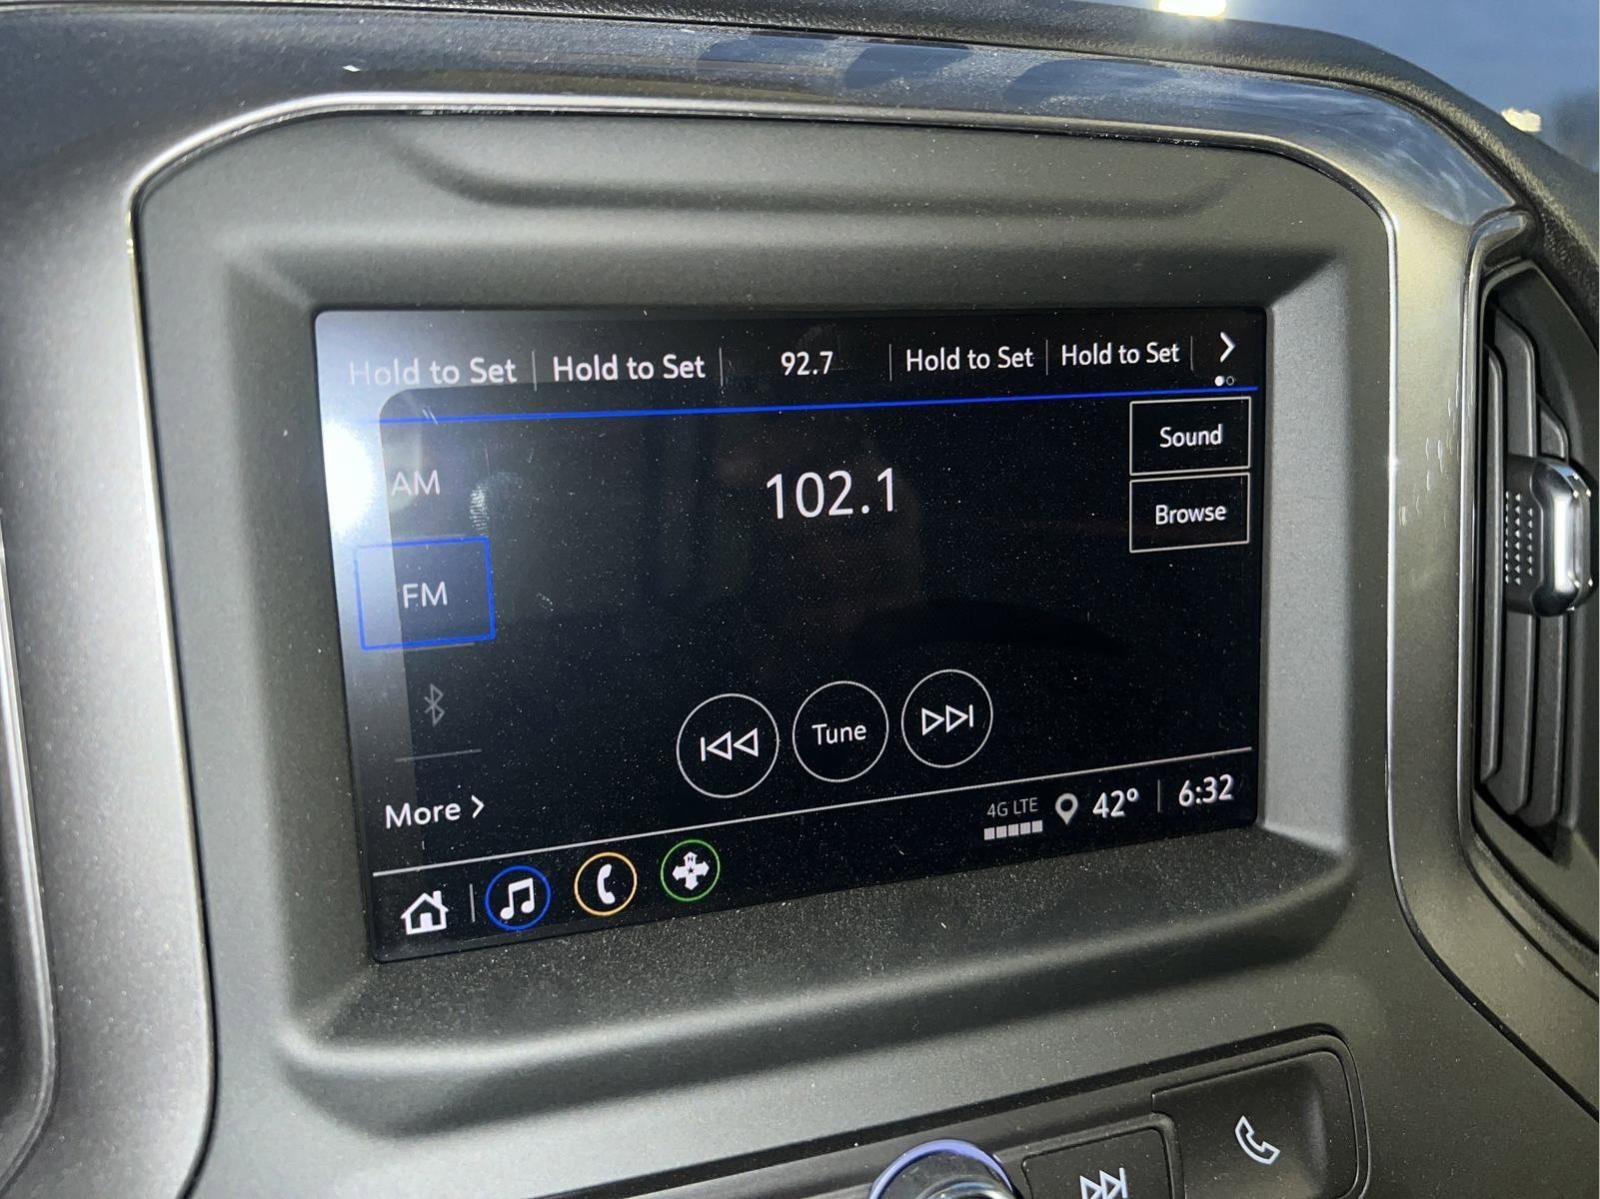 Hold to Set Hold to Set 92.7 Hold to Set Hold to Set
Sound
AM
102.1
Browse
FM
Tune
More
4G LTE 42° 6:32
N